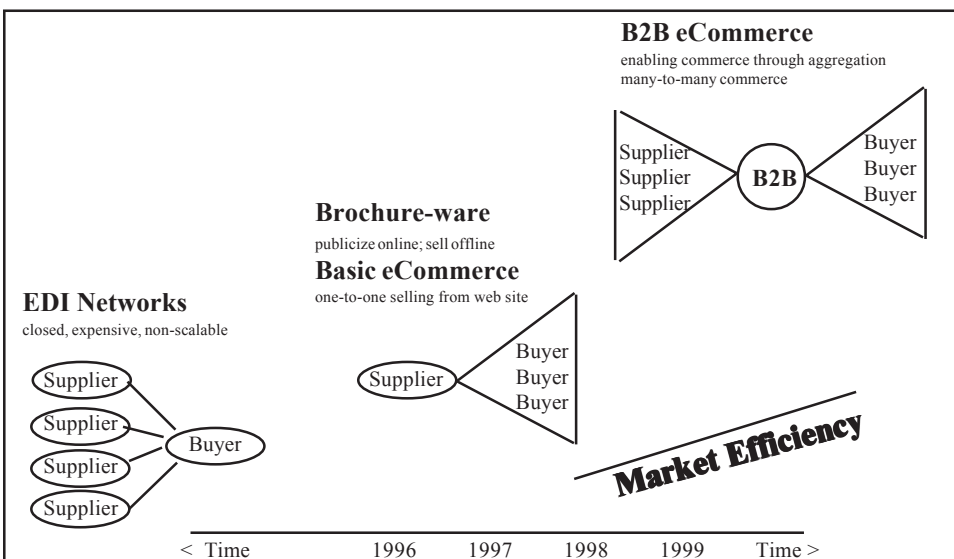 B2B eCommerce
enabling commerce through aggregation
many-to-many commerce
Supplier
Supplier
Supplier
B2B
Buyer
Buyer
Buyer
Brochure-ware
publicize online; sell offline
Basic eCommerce
one-to-one selling from web site
Supplier
Buyer
Buyer
Buyer
EDI Networks
closed, expensive, non-scalable
Supplier
Supplier
Supplier
Supplier
Buyer
Market Efficiency
< Time 1996 1997 1998 1999 Time >